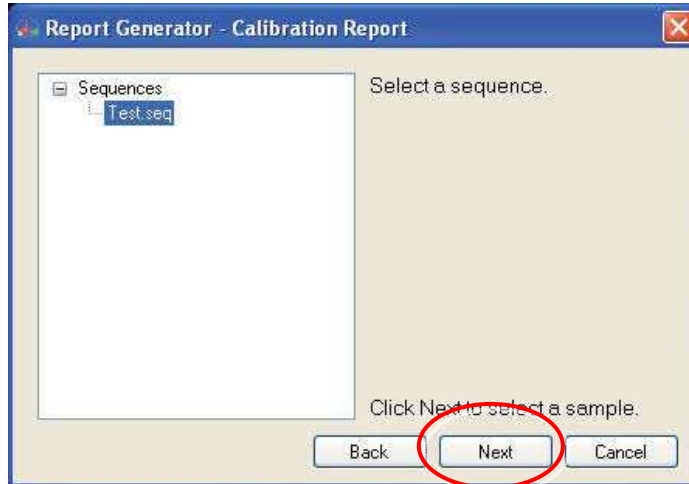 Report Generator - Calibration Report
Sequences
Test.seq
Select a sequence.
Click Next to select a sample.
Back
Next
Cancel